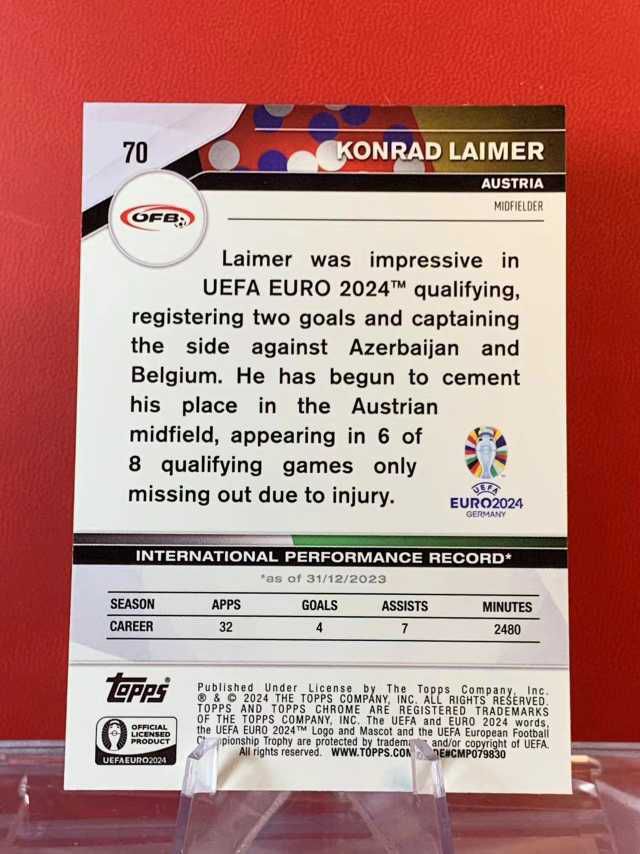 70
KONRAD LAIMER
AUSTRIA
MIDFIELDER
ÖFB
Laimer was impressive in
UEFA EURO 2024™ qualifying,
registering two goals and captaining
the side against Azerbaijan and
Belgium. He has begun to cement
his place in the Austrian
midfield, appearing in 6 of
8 qualifying games only
missing out due to injury.
UEFA
EURO2024
GERMANY
INTERNATIONAL PERFORMANCE RECORD*
*as of 31/12/2023
SEASON APPS GOALS ASSISTS MINUTES
CAREER 32 4 7 2480
topps
OFFICIAL
LICENSED
PRODUCT
UEFAEURO2024
Published Under License by The Topps Company, Inc.
® & © 2024 THE TOPPS COMPANY, INC. ALL RIGHTS RESERVED.
TOPPS AND TOPPS CHROME ARE REGISTERED TRADEMARKS
OF THE TOPPS COMPANY, INC. The UEFA and EURO 2024 words,
the UEFA EURO 2024™ Logo and Mascot and the UEFA European Football
Championship Trophy are protected by trademarks and/or copyright of UEFA.
All rights reserved. WWW.TOPPS.COM CODE#CMP079830